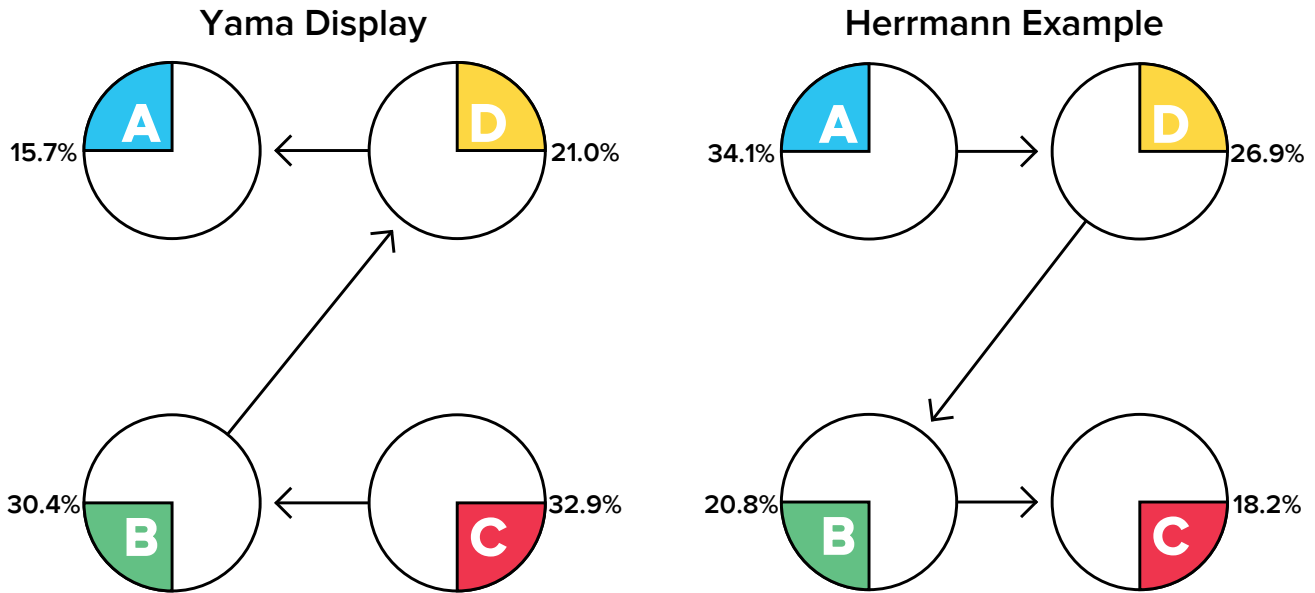 Yama Display
A
D
15.7%
21.0%
B
C
30.4%
32.9%
Herrmann Example
A
D
34.1%
26.9%
B
C
20.8%
18.2%